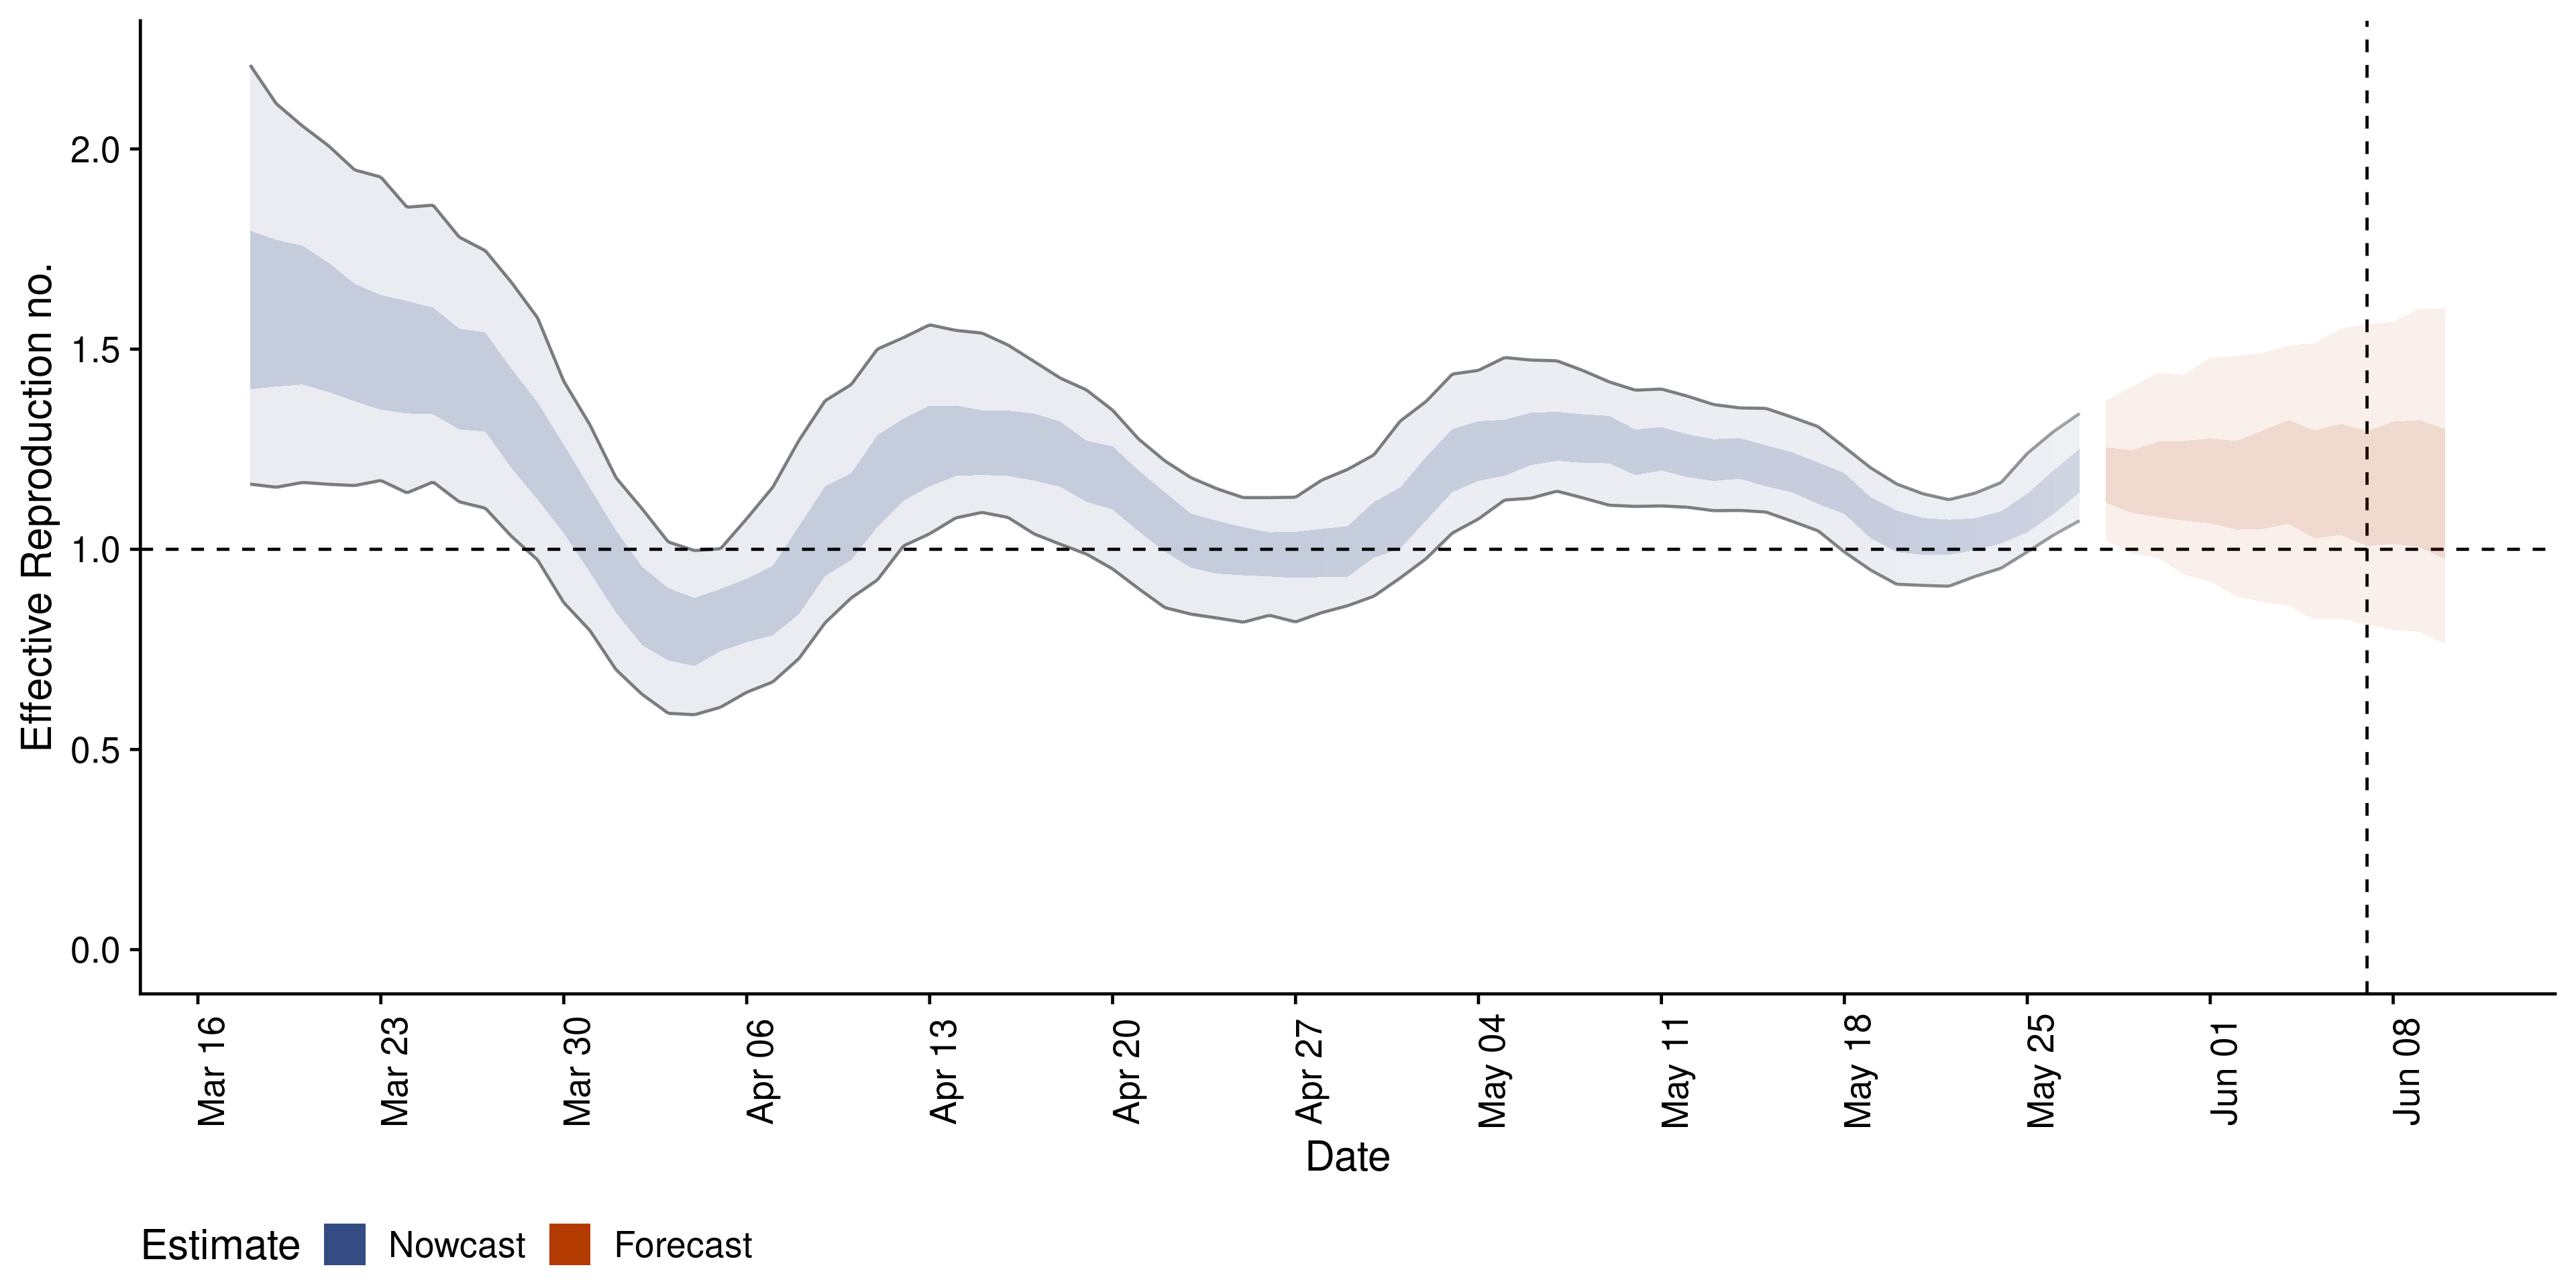 Effective Reproduction no.
2.0
1.5
1.0
0.5
0.0
Mar 16
Mar 23
Mar 30
Apr 06
Apr 13
Apr 20
Apr 27
May 04
May 11
May 18
May 25
Jun 01
Jun 08
Date
Estimate Nowcast Forecast